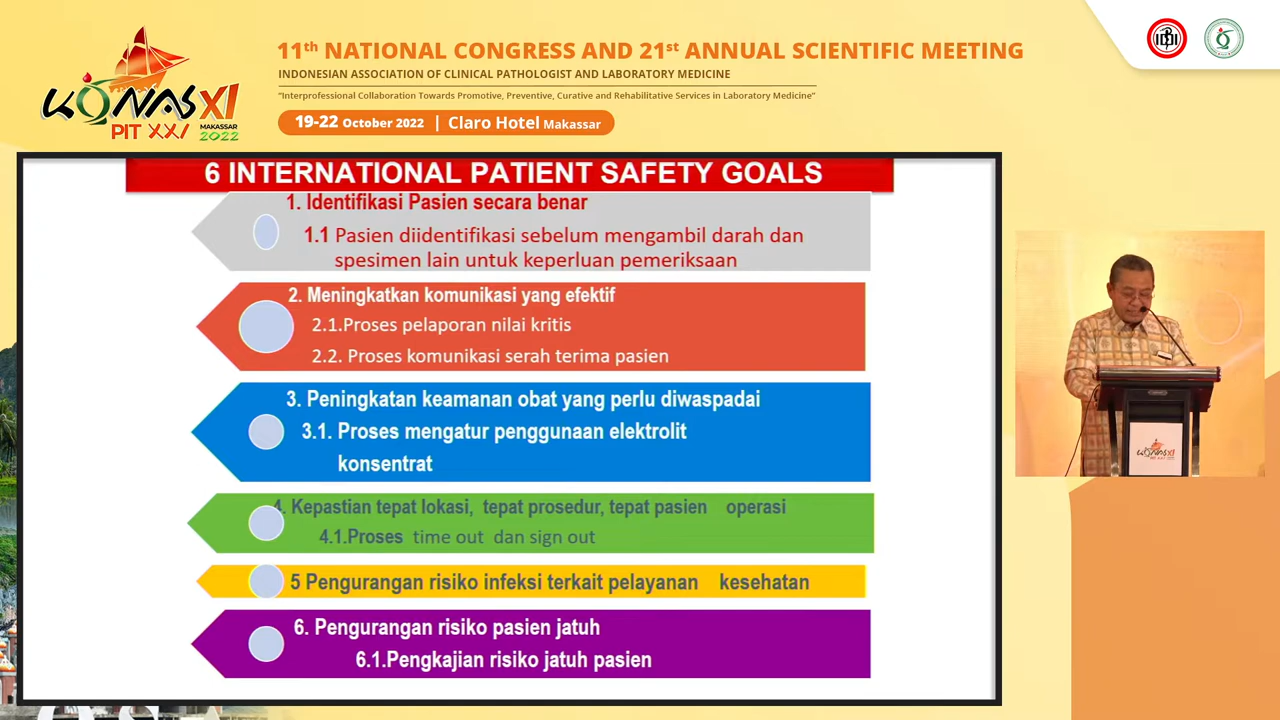 11th NATIONAL CONGRESS AND 21st ANNUAL SCIENTIFIC MEETING
INDONESIAN ASSOCIATION OF CLINICAL PATHOLOGIST AND LABORATORY MEDICINE
"Interprofessional Collaboration Towards Promotive, Preventive, Curative and Rehabilitative Services in Laboratory Medicine"
19-22 October 2022 | Claro Hotel Makassar
KONAS XI
PIT XXI
MAKASSAR
2022
6 INTERNATIONAL PATIENT SAFETY GOALS
1. Identifikasi Pasien secara benar
1.1 Pasien diidentifikasi sebelum mengambil darah dan
spesimen lain untuk keperluan pemeriksaan
2. Meningkatkan komunikasi yang efektif
2.1.Proses pelaporan nilai kritis
2.2. Proses komunikasi serah terima pasien
3. Peningkatan keamanan obat yang perlu diwaspadai
3.1. Proses mengatur penggunaan elektrolit
konsentrat
4. Kepastian tepat lokasi, tepat prosedur, tepat pasien operasi
4.1.Proses time out dan sign out
5 Pengurangan risiko infeksi terkait pelayanan kesehatan
6. Pengurangan risiko pasien jatuh
6.1.Pengkajian risiko jatuh pasien
KONAS XI